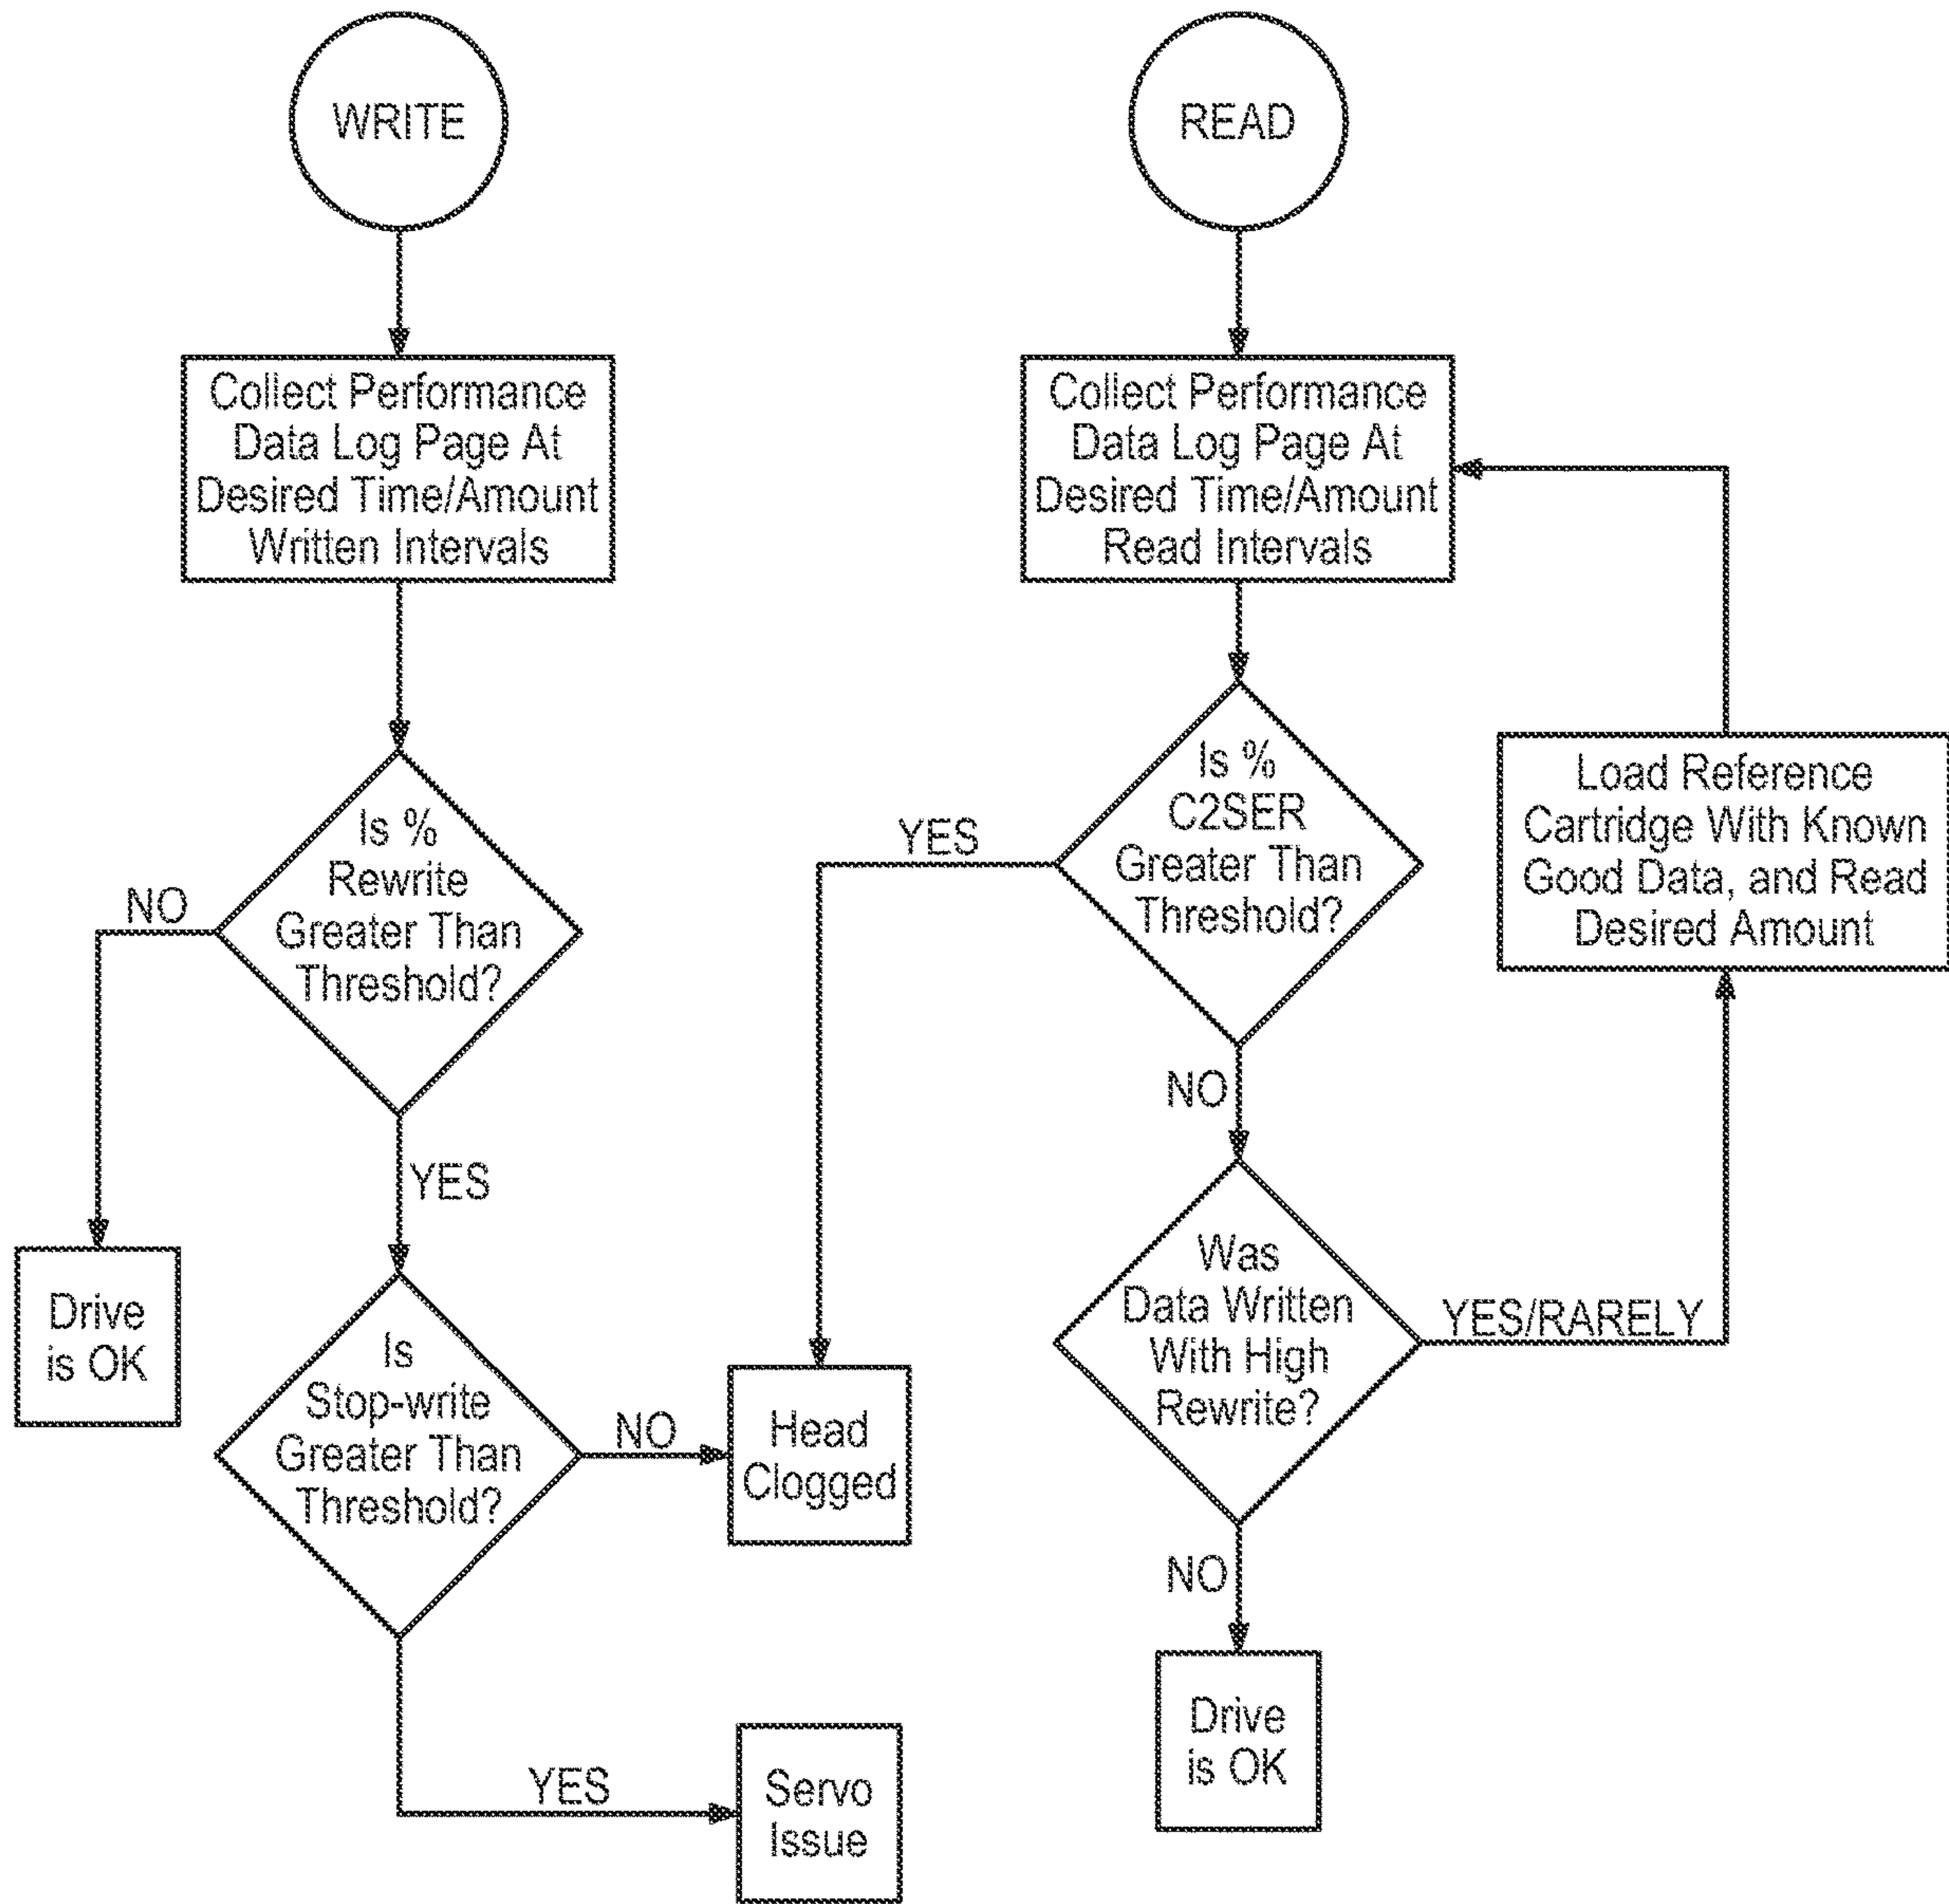 WRITE
Collect Performance
Data Log Page At
Desired Time/Amount
Written Intervals
Is %
Rewrite
Greater Than
Threshold?
NO
Drive
is OK
YES
Is
Stop-write
Greater Than
Threshold?
NO
Head
Clogged
YES
Servo
Issue
READ
Collect Performance
Data Log Page At
Desired Time/Amount
Read Intervals
Is %
C2SER
Greater Than
Threshold?
YES
NO
Was
Data Written
With High
Rewrite?
YES/RARELY
Load Reference
Cartridge With Known
Good Data, and Read
Desired Amount
NO
Drive
is OK